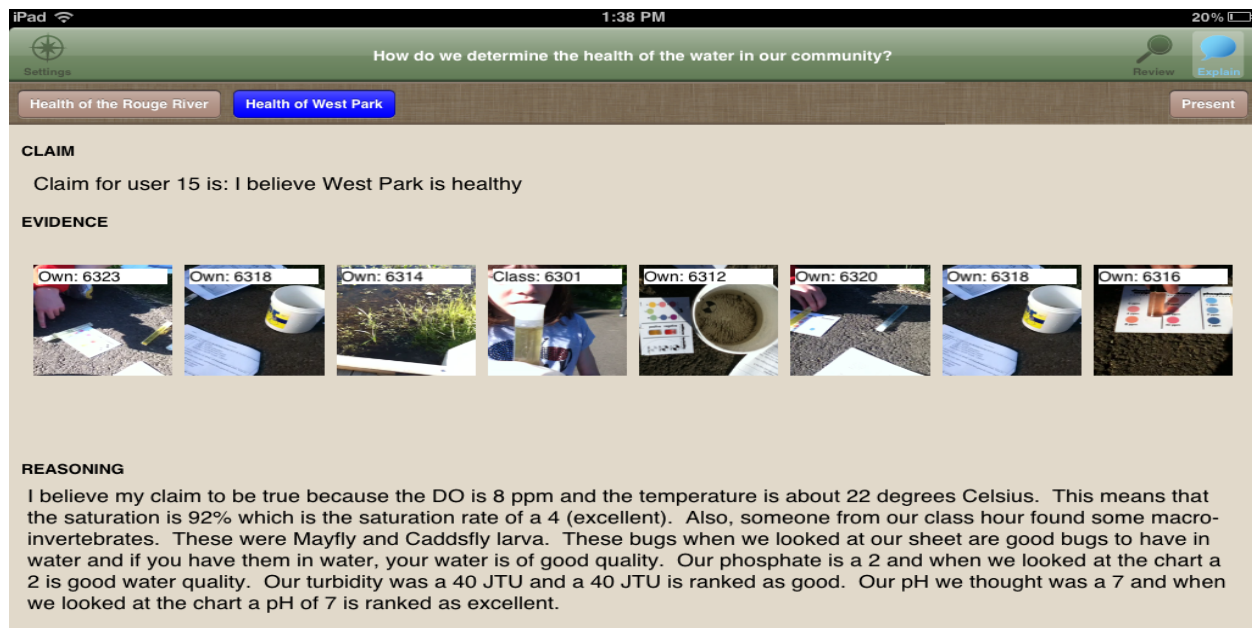 iPad 1:38 PM 20%
How do we determine the health of the water in our community?
Settings Review Explain
Health of the Rouge River Health of West Park Present
CLAIM
Claim for user 15 is: I believe West Park is healthy
EVIDENCE
Own: 6323 Own: 6318 Own: 6314 Class: 6301 Own: 6312 Own: 6320 Own: 6318 Own: 6316
REASONING
I believe my claim to be true because the DO is 8 ppm and the temperature is about 22 degrees Celsius. This means that
the saturation is 92% which is the saturation rate of a 4 (excellent). Also, someone from our class hour found some macro-
invertebrates. These were Mayfly and Caddsfly larva. These bugs when we looked at our sheet are good bugs to have in
water and if you have them in water, your water is of good quality. Our phosphate is a 2 and when we looked at the chart a
2 is good water quality. Our turbidity was a 40 JTU and a 40 JTU is ranked as good. Our pH we thought was a 7 and when
we looked at the chart a pH of 7 is ranked as excellent.